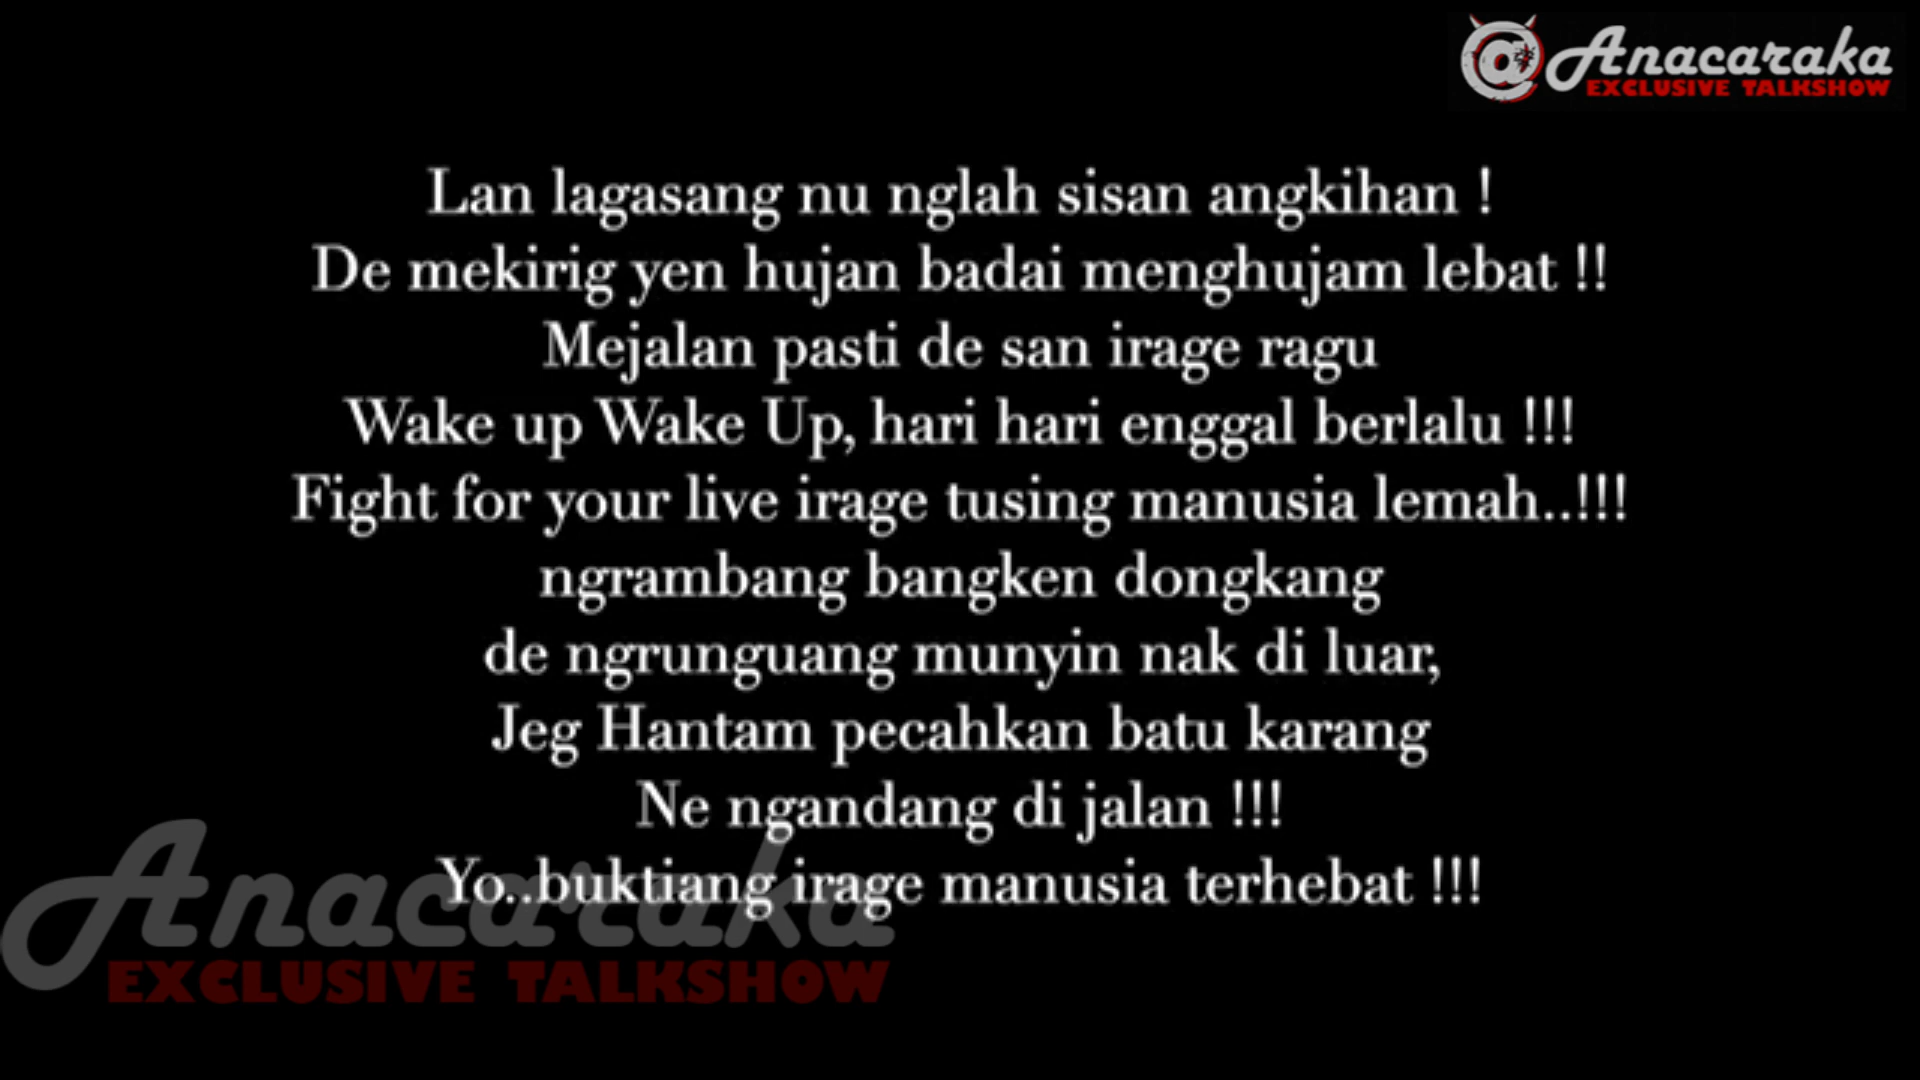 @Anacaraka
EXCLUSIVE TALKSHOW
Lan lagasang nu nglah sisan angkihan !
De mekirig yen hujan badai menghujam lebat !!
Mejalan pasti de san irage ragu
Wake up Wake Up, hari hari enggal berlalu !!!
Fight for your live irage tusing manusia lemah..!!!
ngrambang bangken dongkang
de ngrunguang munyin nak di luar,
Jeg Hantam pecahkan batu karang
Ne ngandang di jalan !!!
Yo..buktiang irage manusia terhebat !!!
Anacaraka
EXCLUSIVE TALKSHOW